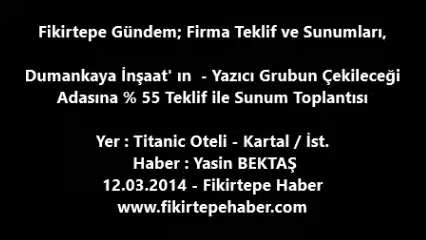 Fikirtepe Gündem; Firma Teklif ve Sunumları,
Dumankaya İnşaat' ın  - Yazıcı Grubun Çekileceği
Adasına % 55 Teklif ile Sunum Toplantısı
Yer : Titanic Oteli - Kartal / İst.
Haber : Yasin BEKTAŞ
12.03.2014 - Fikirtepe Haber
www.fikirtepehaber.com